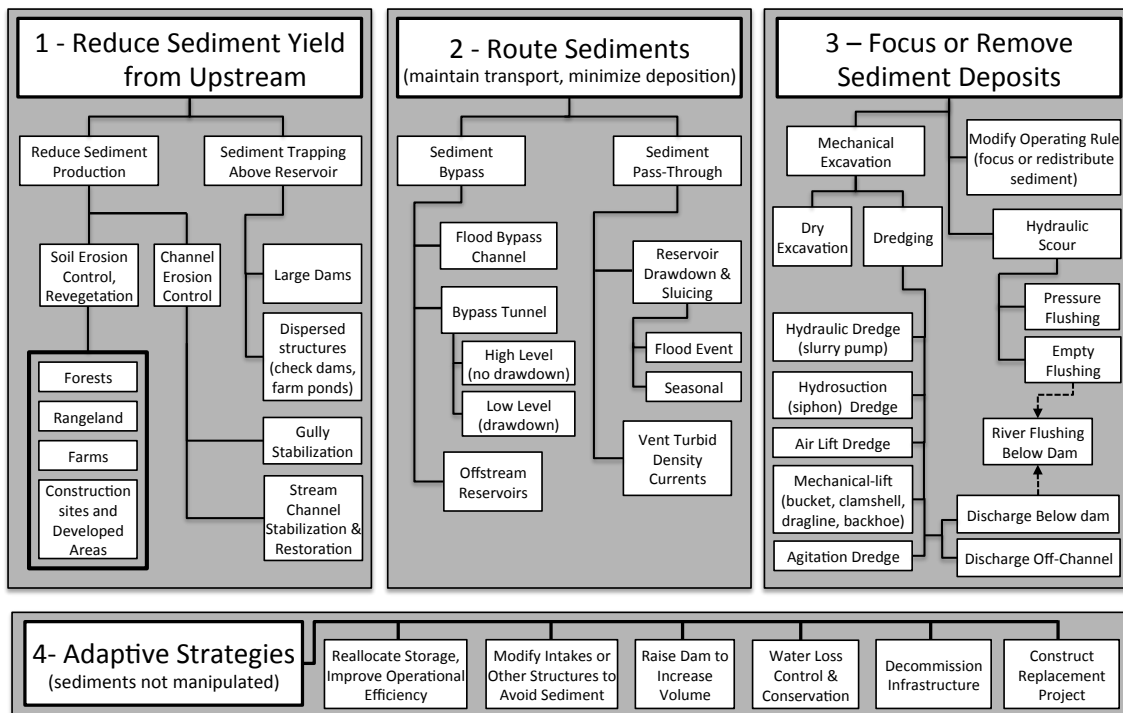 1 - Reduce Sediment Yield
from Upstream
Reduce Sediment
Production
Sediment Trapping
Above Reservoir
Soil Erosion
Control,
Revegetation
Channel
Erosion
Control
Large Dams
Dispersed
structures
(check dams,
farm ponds)
Forests
Rangeland
Farms
Construction
sites and
Developed
Areas
Gully
Stabilization
Stream
Channel
Stabilization &
Restoration
2 - Route Sediments
(maintain transport, minimize deposition)
Sediment
Bypass
Sediment
Pass-Through
Flood Bypass
Channel
Bypass Tunnel
High Level
(no drawdown)
Low Level
(drawdown)
Offstream
Reservoirs
Reservoir
Drawdown &
Sluicing
Flood Event
Seasonal
Vent Turbid
Density
Currents
3 – Focus or Remove
Sediment Deposits
Mechanical
Excavation
Modify Operating Rule
(focus or redistribute
sediment)
Dry
Excavation
Dredging
Hydraulic
Scour
Pressure
Flushing
Empty
Flushing
Hydraulic Dredge
(slurry pump)
Hydrosuction
(siphon) Dredge
Air Lift Dredge
Mechanical-lift
(bucket, clamshell,
dragline, backhoe)
Agitation Dredge
River Flushing
Below Dam
Discharge Below dam
Discharge Off-Channel
4- Adaptive Strategies
(sediments not manipulated)
Reallocate Storage,
Improve Operational
Efficiency
Modify Intakes or
Other Structures to
Avoid Sediment
Raise Dam to
Increase
Volume
Water Loss
Control &
Conservation
Decommission
Infrastructure
Construct
Replacement
Project